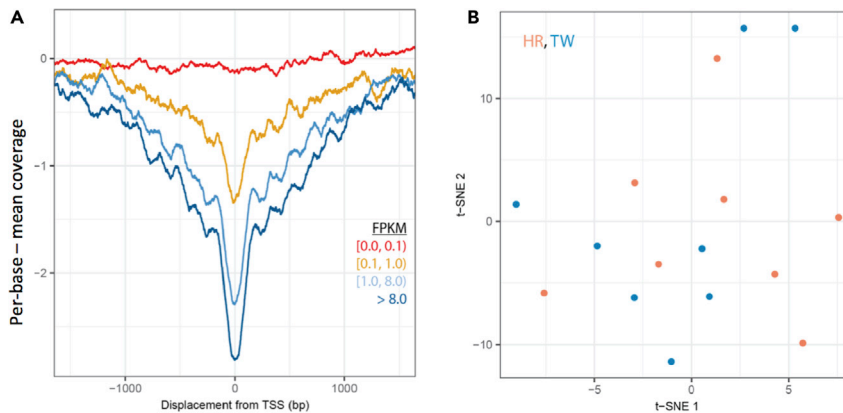 A
Per-base – mean coverage
0
−1
−2
FPKM
[0.0, 0.1)
[0.1, 1.0)
[1.0, 8.0)
> 8.0
−1000
0
1000
Displacement from TSS (bp)
B
HR, TW
t−SNE 2
10
0
−10
−5
0
5
t−SNE 1